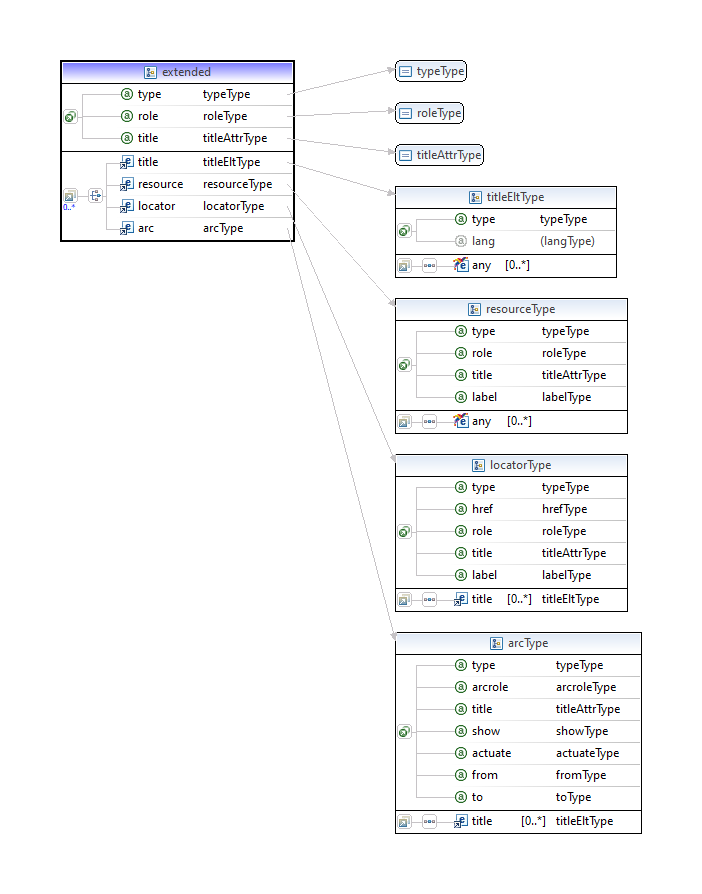 extended
type typeType
role roleType
title titleAttrType
title titleEltType
resource resourceType
locator locatorType
arc arcType
0..*
typeType
roleType
titleAttrType
titleEltType
type typeType
lang (langType)
any [0..*]
resourceType
type typeType
role roleType
title titleAttrType
label labelType
any [0..*]
locatorType
type typeType
href hrefType
role roleType
title titleAttrType
label labelType
title [0..*] titleEltType
arcType
type typeType
arcrole arcroleType
title titleAttrType
show showType
actuate actuateType
from fromType
to toType
title [0..*] titleEltType